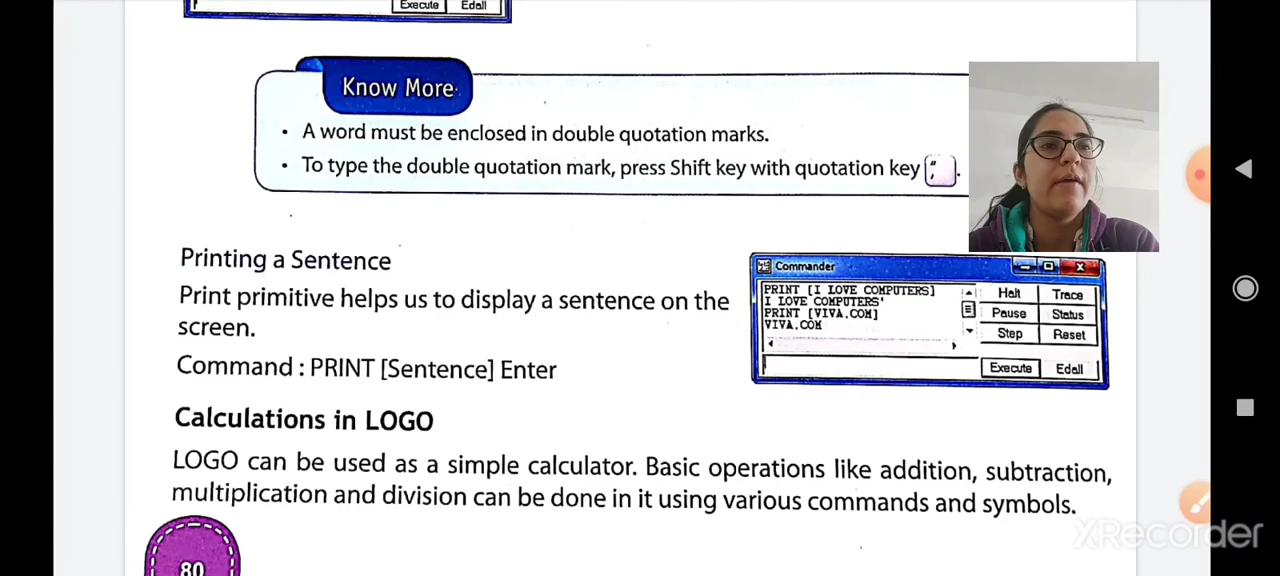 Execute Edall
Know More
• A word must be enclosed in double quotation marks.
• To type the double quotation mark, press Shift key with quotation key " ' .
Printing a Sentence
Print primitive helps us to display a sentence on the
screen.
Command : PRINT [Sentence] Enter
Commander
PRINT [I LOVE COMPUTERS]
I LOVE COMPUTERS'
PRINT [VIVA.COM]
VIVA.COM
Halt Trace
Pause Status
Step Reset
Execute Edall
Calculations in LOGO
LOGO can be used as a simple calculator. Basic operations like addition, subtraction,
multiplication and division can be done in it using various commands and symbols.
80
XRecorder